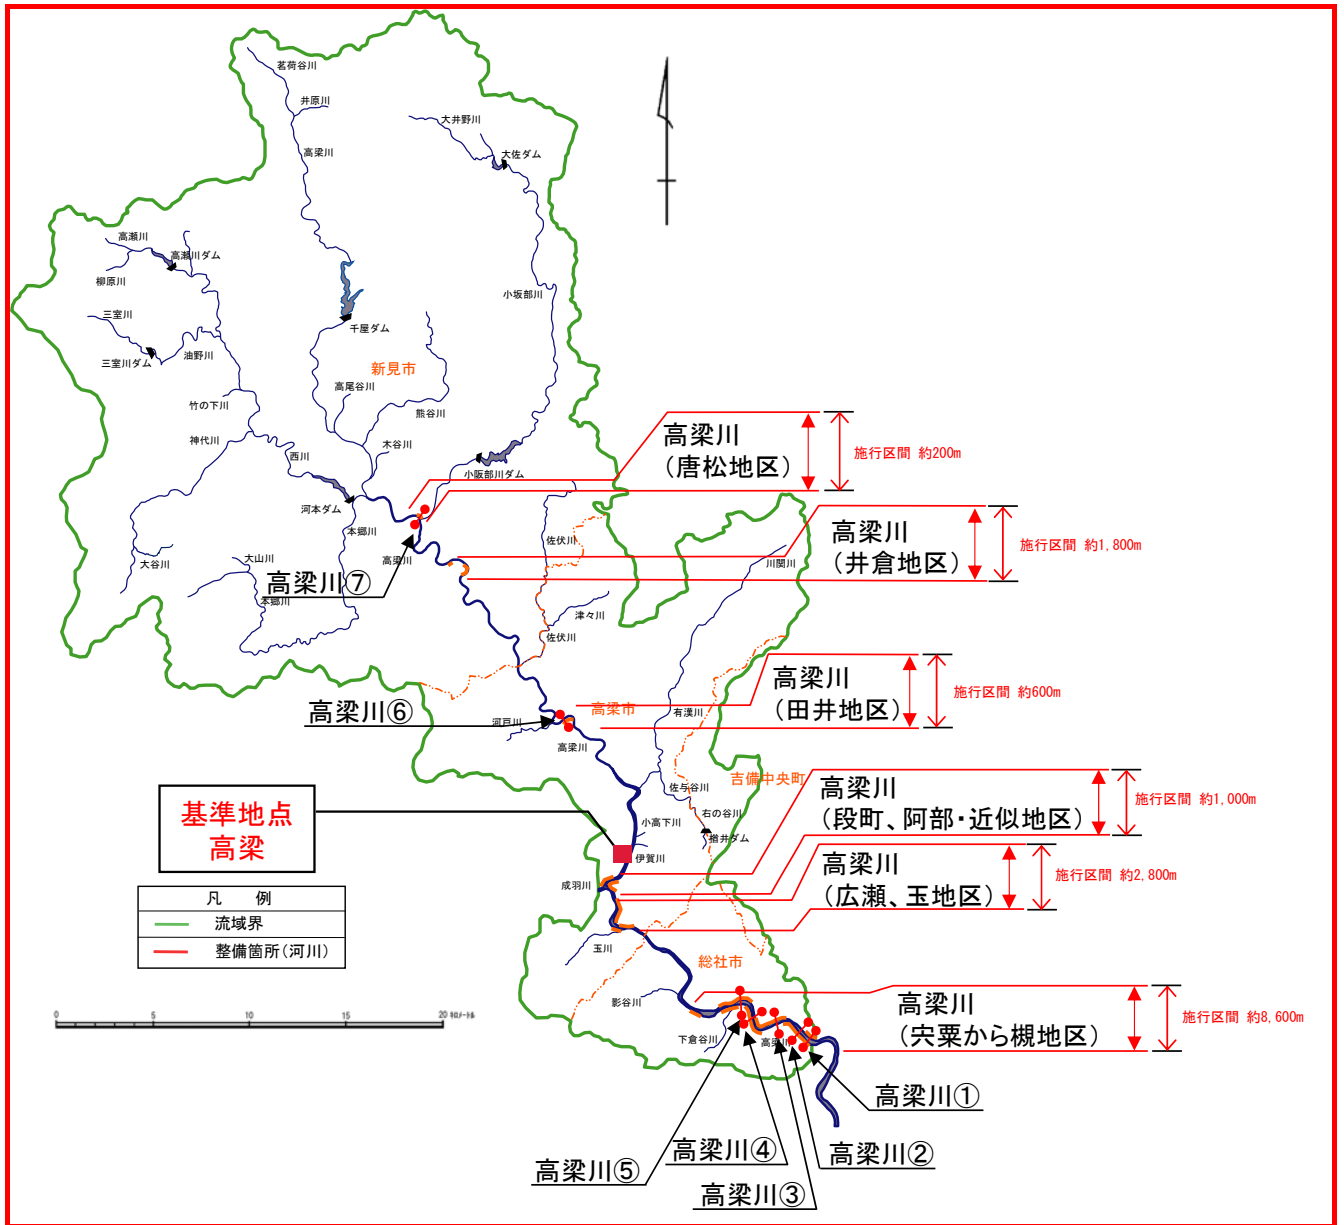 茗荷谷川
井原川
高梁川
大井野川
大佐ダム
高瀬川
高瀬川ダム
柳原川
三室川
三室川ダム
油野川
小坂部川
千屋ダム
新見市
高尾谷川
熊谷川
竹の下川
神代川
西川
木谷川
小阪部川ダム
河本ダム
本郷川
大谷川
大山川
本郷川
高梁川
高梁川⑦
佐伏川
津々川
佐伏川
川関川
高梁川
(唐松地区)
施行区間 約200m
高梁川
(井倉地区)
施行区間 約1,800m
高梁川
(田井地区)
施行区間 約600m
高梁川⑥
河戸川
高梁川
高梁市
有漢川
吉備中央町
佐与谷川
右の谷川
楢井ダム
小高下川
伊賀川
成羽川
基準地点
高梁
高梁川
(段町、阿部・近似地区)
施行区間 約1,000m
高梁川
(広瀬、玉地区)
施行区間 約2,800m
凡 例
流域界
整備箇所(河川)
玉川
総社市
影谷川
下倉谷川
高梁川
高梁川
(宍粟から槻地区)
施行区間 約8,600m
0 5 10 15 20 キロメートル
高梁川①
高梁川②
高梁川③
高梁川④
高梁川⑤